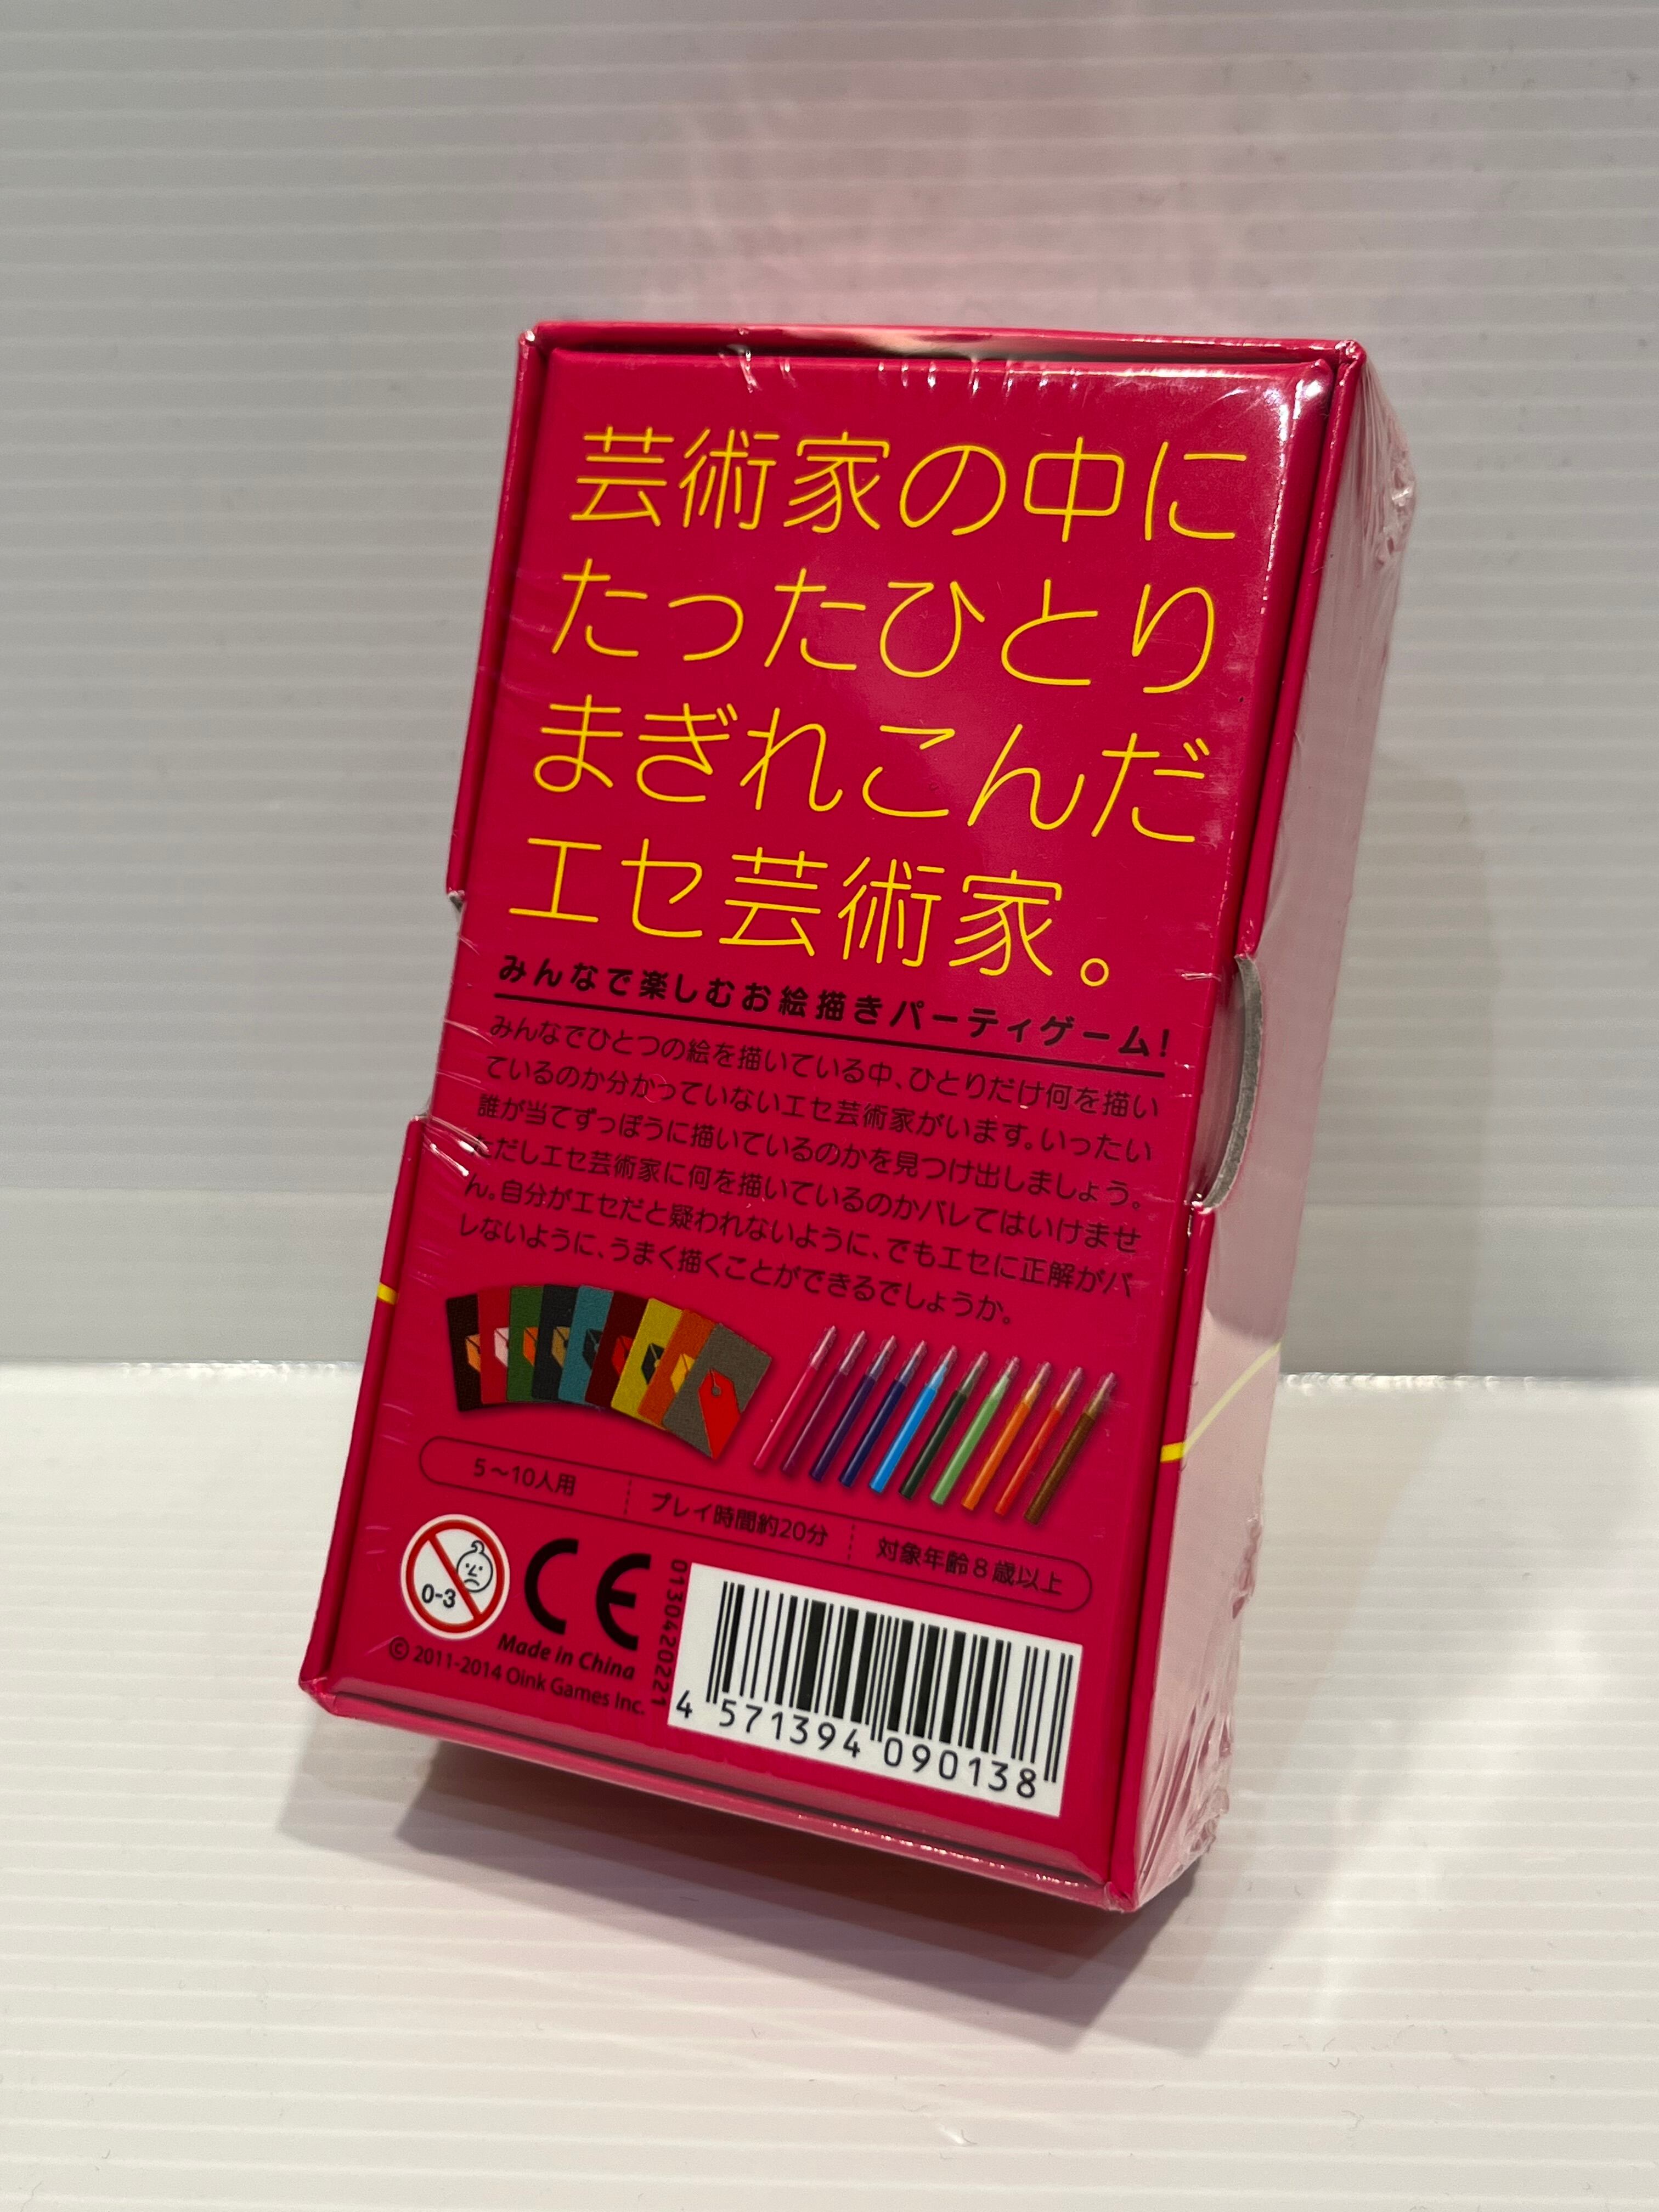 芸術家の中に
たったひとり
まぎれこんだ
エセ芸術家。
みんなで楽しむお絵描きパーティゲーム!
みんなでひとつの絵を描いている中、ひとりだけ何を描い
ているのか分かっていないエセ芸術家がいます。いったい
誰が当てずっぽうに描いているのかを見つけ出しましょう。
ただしエセ芸術家に何を描いているのかバレてはいけませ
ん。自分がエセだと疑われないように、でもエセに正解がバ
レないように、うまく描くことができるでしょうか。
5〜10人用
プレイ時間約20分
対象年齢8歳以上
0-3
CE
Made in China
© 2011-2014 Oink Games Inc.
0130420221
4 571394 090138